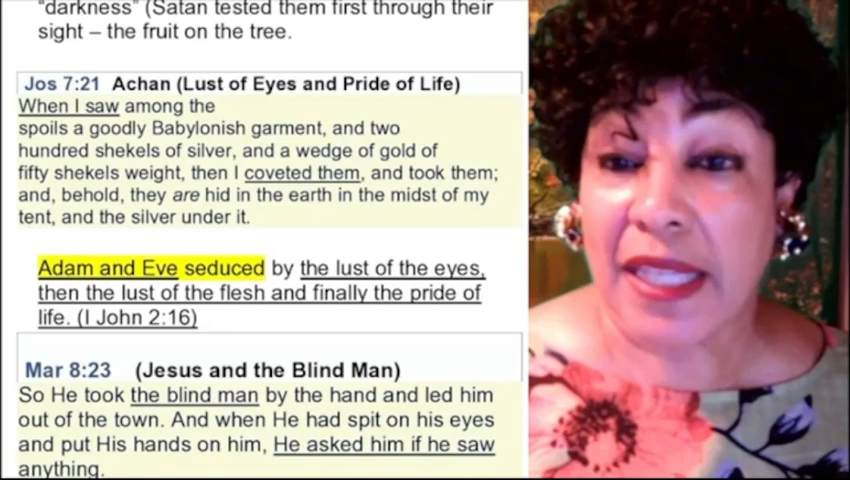 "darkness" (Satan tested them first through their
sight – the fruit on the tree.
Jos 7:21 Achan (Lust of Eyes and Pride of Life)
When I saw among the
spoils a goodly Babylonish garment, and two
hundred shekels of silver, and a wedge of gold of
fifty shekels weight, then I coveted them, and took them;
and, behold, they are hid in the earth in the midst of my
tent, and the silver under it.
Adam and Eve seduced by the lust of the eyes,
then the lust of the flesh and finally the pride of
life. (I John 2:16)
Mar 8:23 (Jesus and the Blind Man)
So He took the blind man by the hand and led him
out of the town. And when He had spit on his eyes
and put His hands on him, He asked him if he saw
anything.